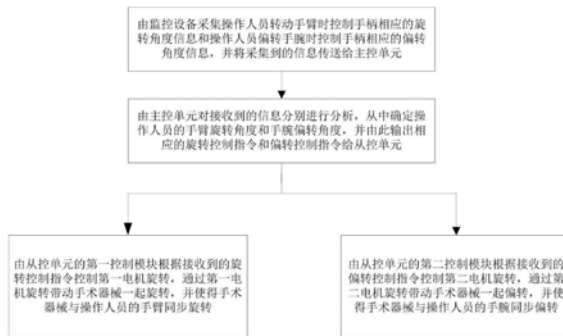 由监控设备采集操作人员转动手臂时控制手柄相应的旋
转角度信息和操作人员偏转手腕时控制手柄相应的偏转
角度信息，并将采集到的信息传送给主控单元
由主控单元对接收到的信息分别进行分析，从中确定操
作人员的手臂旋转角度和手腕偏转角度，并由此输出相
应的旋转控制指令和偏转控制指令给从控单元
由从控单元的第一控制模块根据接收到的旋
转控制指令控制第一电机旋转，通过第一电
机旋转带动手术器械一起旋转，并使得手术
器械与操作人员的手臂同步旋转
由从控单元的第二控制模块根据接收到的
偏转控制指令控制第二电机旋转，通过第
二电机旋转带动手术器械一起偏转，并使
得手术器械与操作人员的手腕同步偏转